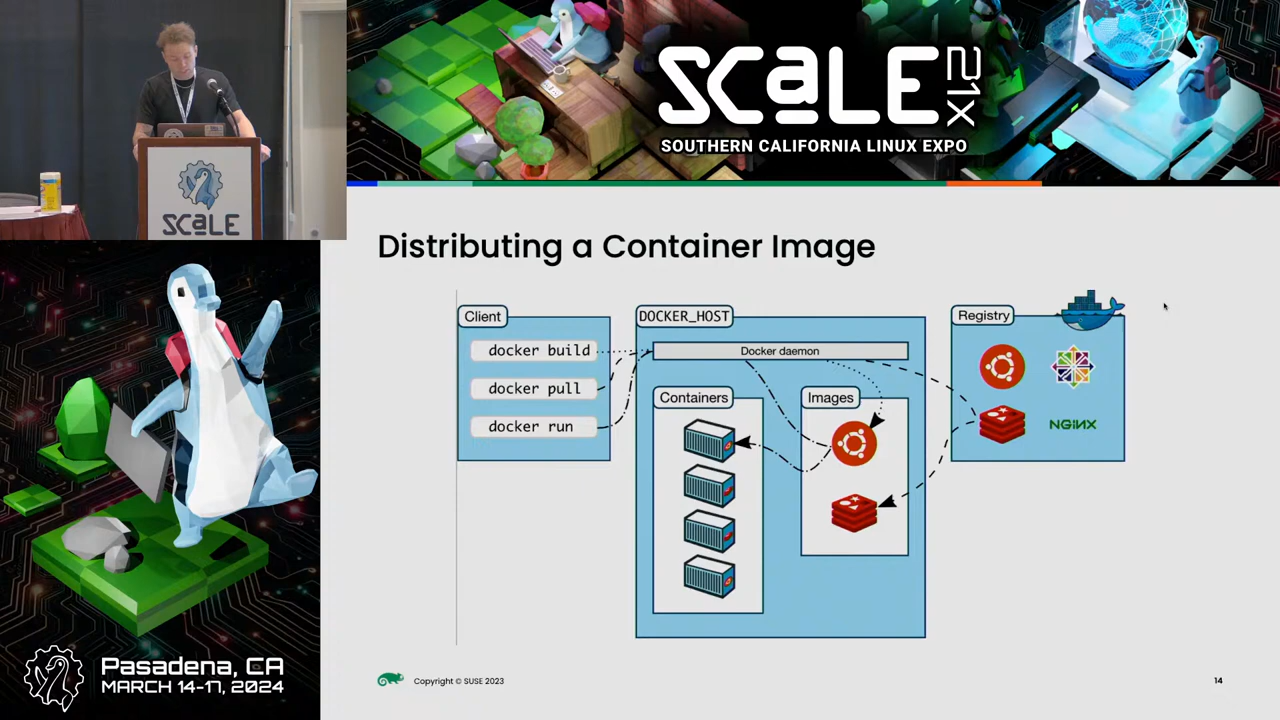 SCALE
21X
SOUTHERN CALIFORNIA LINUX EXPO
SCALE
Distributing a Container Image
Client
docker build
docker pull
docker run
DOCKER_HOST
Docker daemon
Containers
Images
Registry
NGINX
Pasadena, CA
MARCH 14-17, 2024
Copyright © SUSE 2023
14